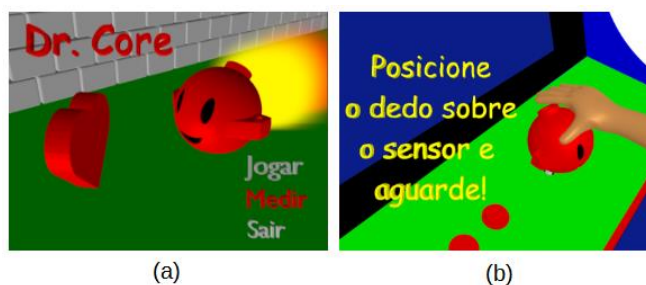 Dr. Core
Jogar
Medir
Sair
Posicione
o dedo sobre
o sensor e
aguarde!
(a)
(b)